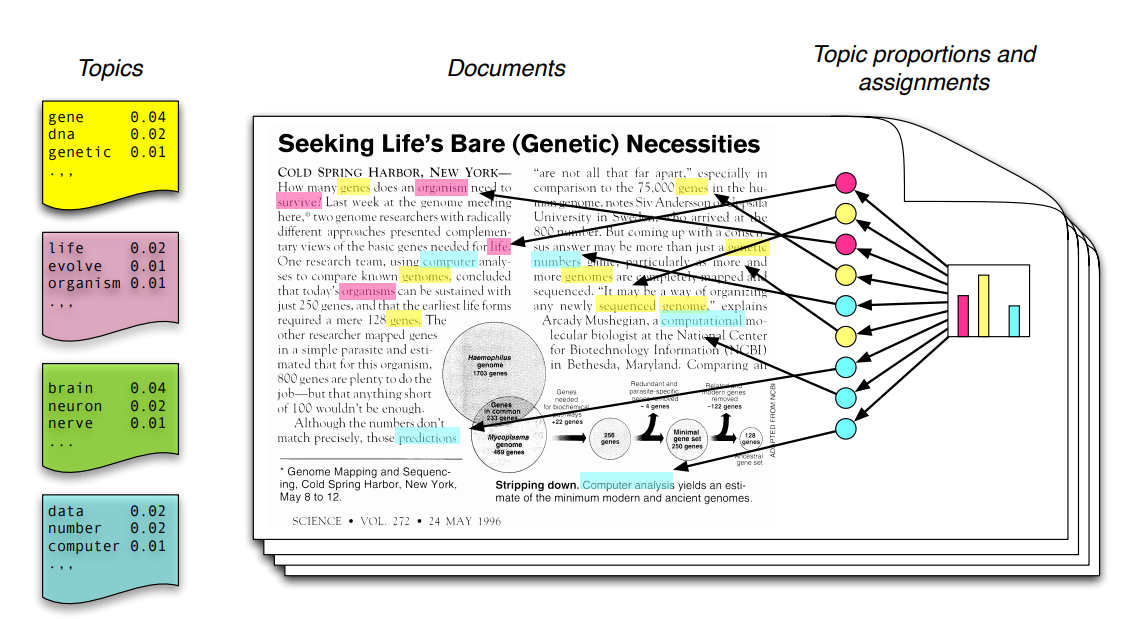 Topics
Documents
Topic proportions and
assignments
gene 0.04
dna 0.02
genetic 0.01
.,,
life 0.02
evolve 0.01
organism 0.01
.,,
brain 0.04
neuron 0.02
nerve 0.01
...
data 0.02
number 0.02
computer 0.01
.,,
Seeking Life's Bare (Genetic) Necessities
COLD SPRING HARBOR, NEW YORK—
How many genes does an organism need to
survive? Last week at the genome meeting
here,* two genome researchers with radically
different approaches presented complemen-
tary views of the basic genes needed for life.
One research team, using computer analy-
ses to compare known genomes, concluded
that today's organisms can be sustained with
just 250 genes, and that the earliest life forms
required a mere 128 genes. The
other researcher mapped genes
in a simple parasite and esti-
mated that for this organism,
800 genes are plenty to do the
job—but that anything short
of 100 wouldn't be enough.
Although the numbers don't
match precisely, those predictions
* Genome Mapping and Sequenc-
ing, Cold Spring Harbor, New York,
May 8 to 12.
"are not all that far apart," especially in
comparison to the 75,000 genes in the hu-
man genome, notes Siv Andersson of Uppsala
University in Sweden, who arrived at the
800 number. But coming up with a consen-
sus answer may be more than just a genetic
numbers game, particularly as more and
more genomes are completely mapped and
sequenced. "It may be a way of organizing
any newly sequenced genome," explains
Arcady Mushegian, a computational mo-
lecular biologist at the National Center
for Biotechnology Information (NCBI)
in Bethesda, Maryland. Comparing an
Haemophilus
genome
1703 genes
Genes
in common
233 genes
Mycoplasma
genome
469 genes
Genes
needed
for biochemical
pathways
+22 genes
256
genes
Redundant and
parasite-specific
genes removed
– 4 genes
Minimal
gene set
250 genes
Related and
modern genes
removed
–122 genes
128
genes
Ancestral
gene set
ADAPTED FROM NCBI
Stripping down. Computer analysis yields an esti-
mate of the minimum modern and ancient genomes.
SCIENCE • VOL. 272 • 24 MAY 1996